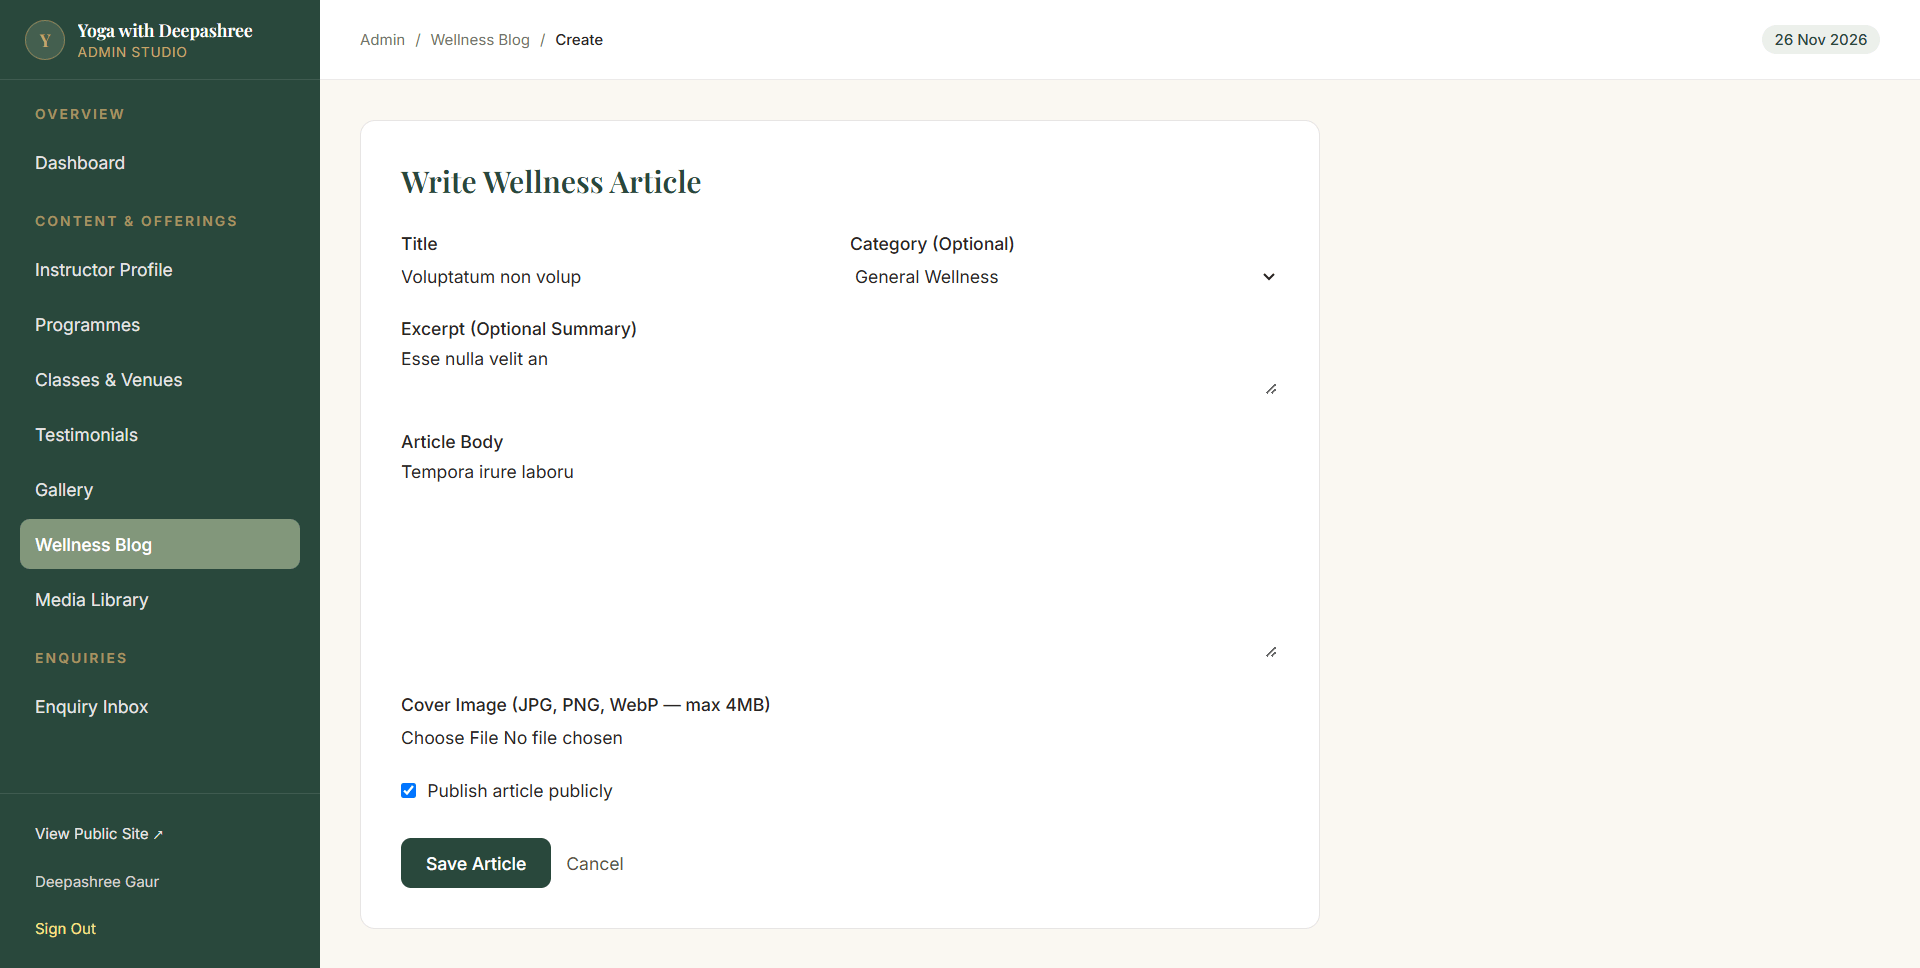 Y
Yoga with Deepashree
ADMIN STUDIO
OVERVIEW
Dashboard
CONTENT & OFFERINGS
Instructor Profile
Programmes
Classes & Venues
Testimonials
Gallery
Wellness Blog
Media Library
ENQUIRIES
Enquiry Inbox
View Public Site ↗
Deepashree Gaur
Sign Out
Admin / Wellness Blog / Create
26 Nov 2026
Write Wellness Article
Title
Voluptatum non volup
Category (Optional)
General Wellness
Excerpt (Optional Summary)
Esse nulla velit an
Article Body
Tempora irure laboru
Cover Image (JPG, PNG, WebP — max 4MB)
Choose File No file chosen
Publish article publicly
Save Article Cancel